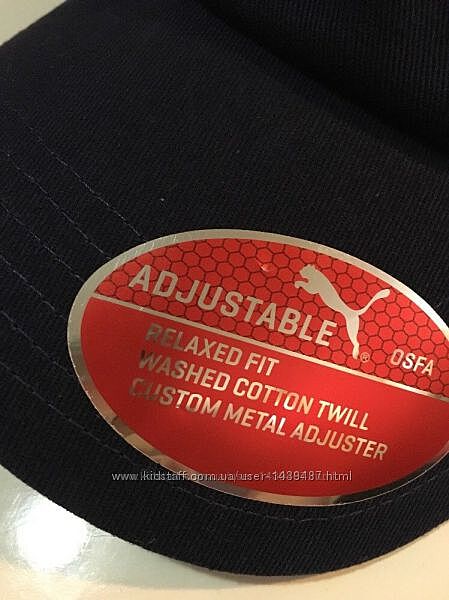 ADJUSTABLE
®
OSFA
RELAXED FIT
WASHED COTTON TWILL
CUSTOM METAL ADJUSTER
www.kidstaff.com.ua/user-1439487.html